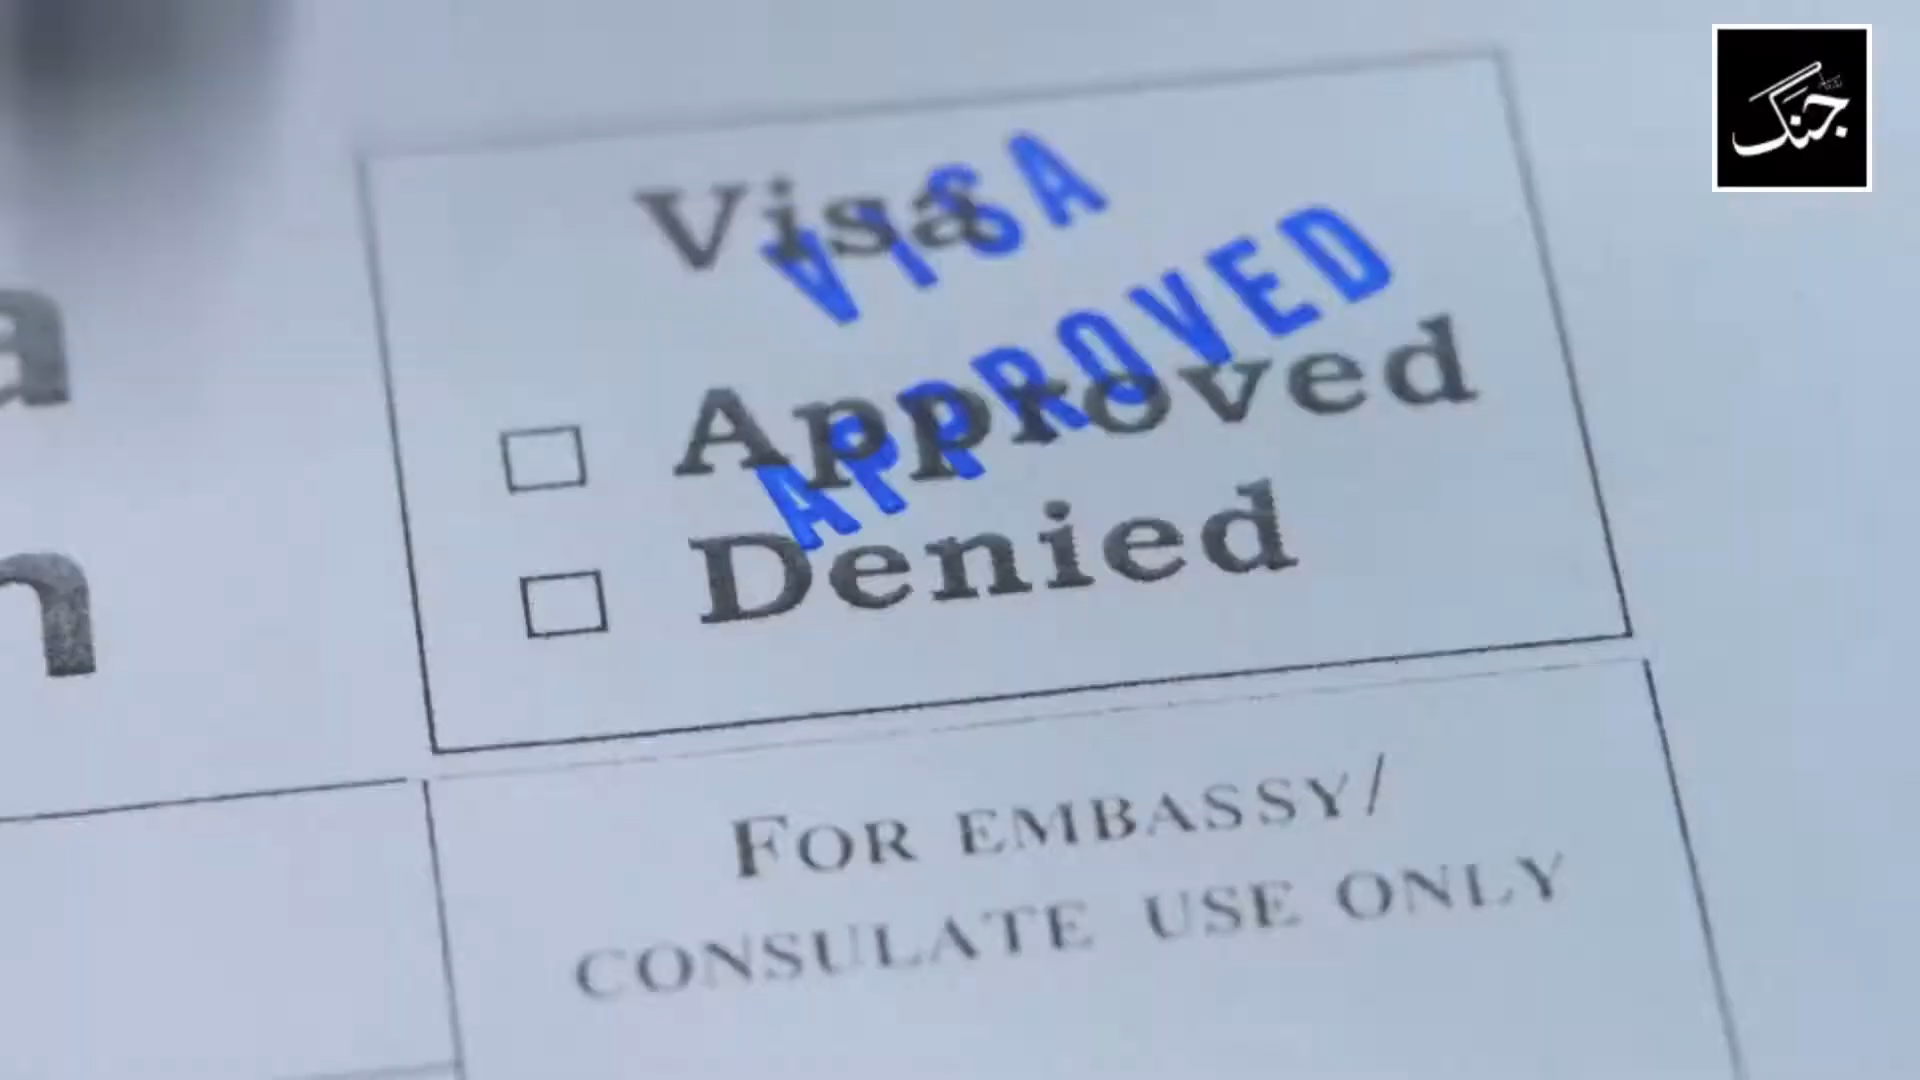 جنگ
Visa
VISA
APPROVED
Approved
Denied
a
n
FOR EMBASSY/
CONSULATE USE ONLY